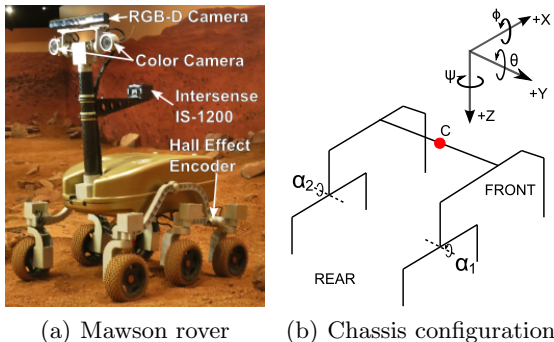 RGB-D Camera
Color Camera
Intersense
IS-1200
Hall Effect
Encoder
ϕ
+X
θ
Ψ
+Y
+Z
C
α2
FRONT
α1
REAR
(a) Mawson rover
(b) Chassis configuration